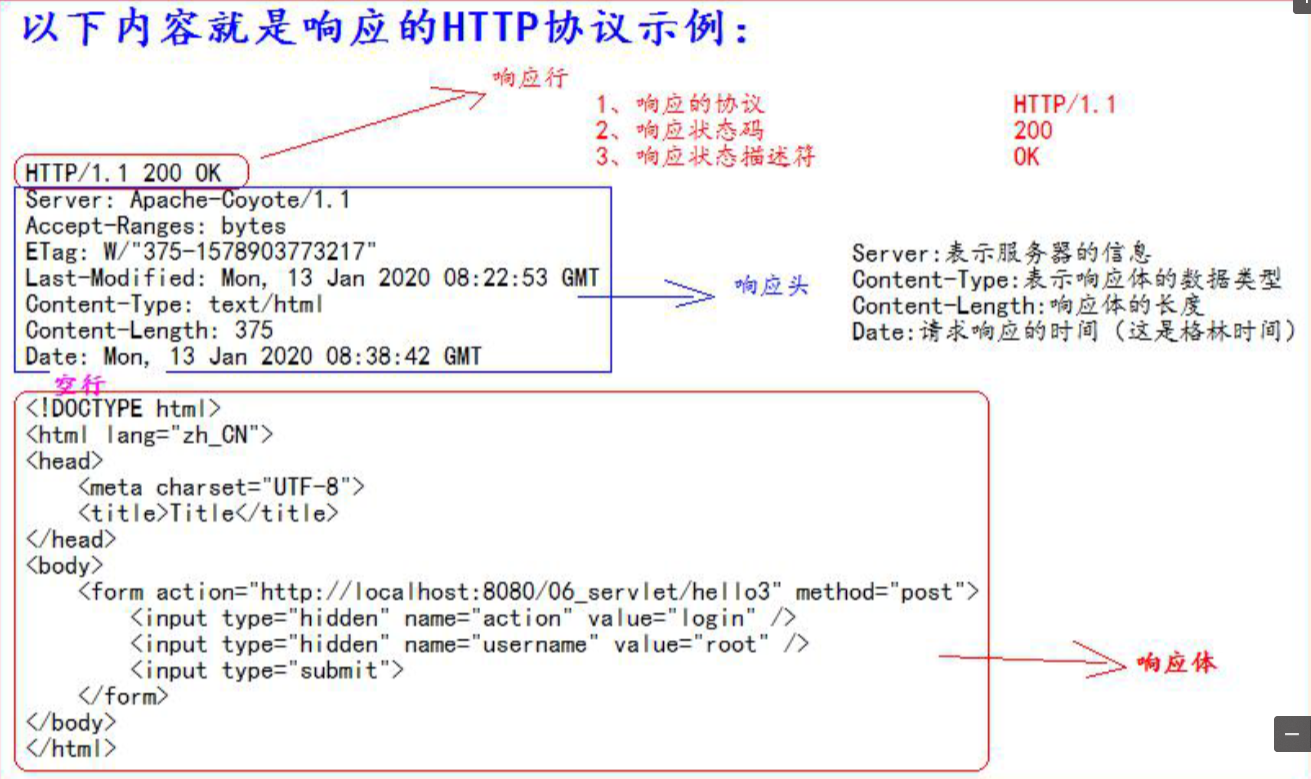 以下内容就是响应的HTTP协议示例：
响应行
1、响应的协议 HTTP/1.1
2、响应状态码 200
3、响应状态描述符 OK
HTTP/1.1 200 OK
Server: Apache-Coyote/1.1
Accept-Ranges: bytes
ETag: W/"375-1578903773217"
Last-Modified: Mon, 13 Jan 2020 08:22:53 GMT
Content-Type: text/html
Content-Length: 375
Date: Mon, 13 Jan 2020 08:38:42 GMT
响应头
Server:表示服务器的信息
Content-Type:表示响应体的数据类型
Content-Length:响应体的长度
Date:请求响应的时间（这是格林时间）
空行
<!DOCTYPE html>
<html lang="zh_CN">
<head>
    <meta charset="UTF-8">
    <title>Title</title>
</head>
<body>
    <form action="http://localhost:8080/06_servlet/hello3" method="post">
        <input type="hidden" name="action" value="login" />
        <input type="hidden" name="username" value="root" />
        <input type="submit">
    </form>
</body>
</html>
响应体